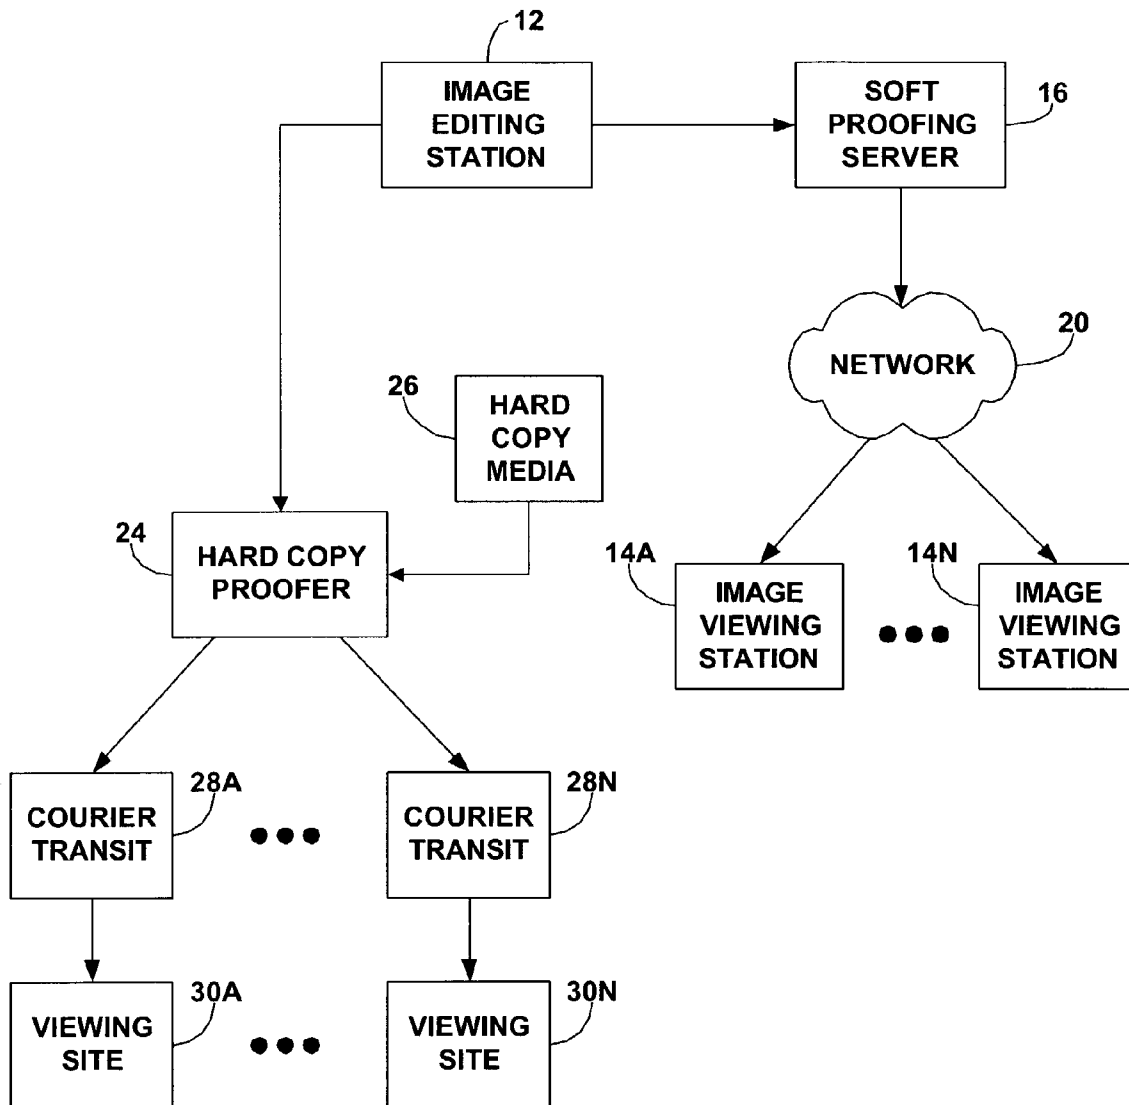 12
IMAGE
EDITING
STATION
SOFT
PROOFING
SERVER
16
20
NETWORK
26
HARD
COPY
MEDIA
24
HARD COPY
PROOFER
14A
IMAGE
VIEWING
STATION
14N
IMAGE
VIEWING
STATION
28A
COURIER
TRANSIT
28N
COURIER
TRANSIT
30A
VIEWING
SITE
30N
VIEWING
SITE